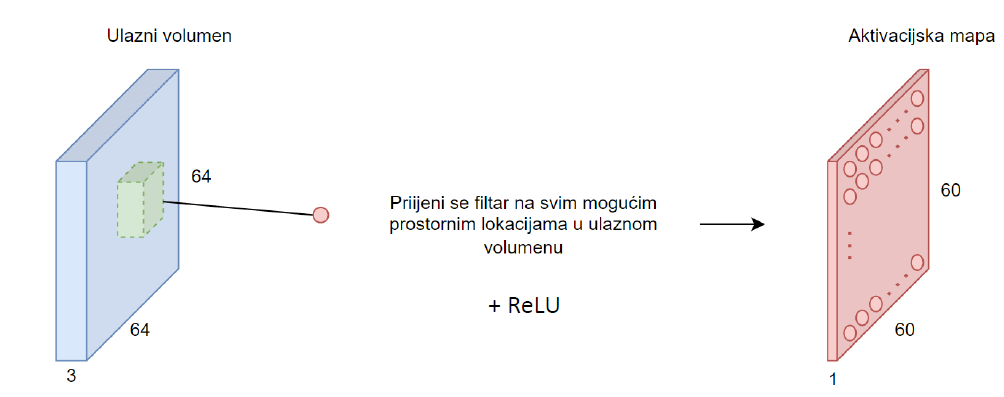 Ulazni volumen
Aktivacijska mapa
64
64
3
Priijeni se filtar na svim mogućim
prostornim lokacijama u ulaznom
volumenu
+ ReLU
60
60
1